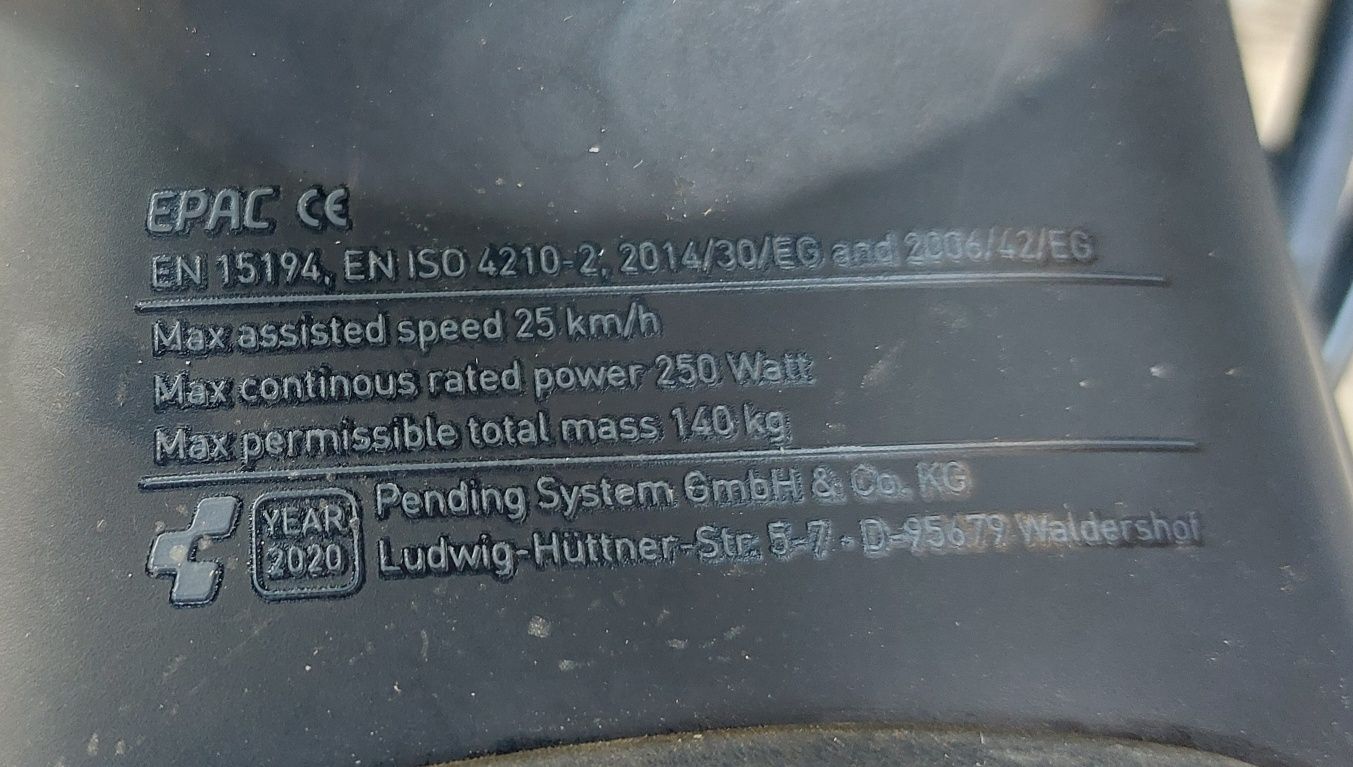 EPAC CE
EN 15194, EN ISO 4210-2, 2014/30/EG and 2006/42/EG
Max assisted speed 25 km/h
Max continous rated power 250 Watt
Max permissible total mass 140 kg
YEAR
2020
Pending System GmbH & Co. KG
Ludwig-Hüttner-Str. 5-7 · D-95679 Waldershof